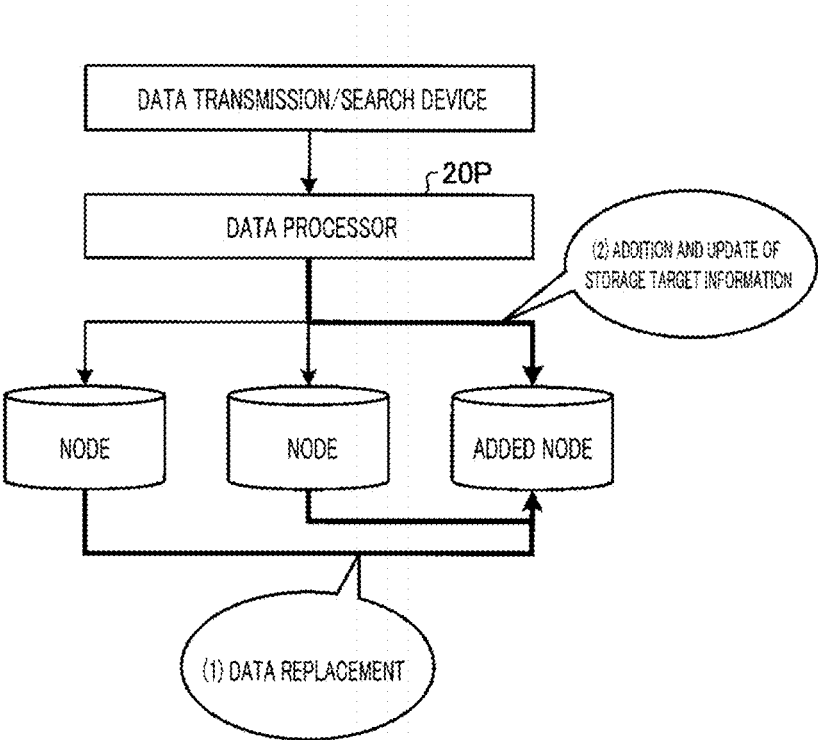 DATA TRANSMISSION/SEARCH DEVICE
20P
DATA PROCESSOR
(2) ADDITION AND UPDATE OF
STORAGE TARGET INFORMATION
NODE
NODE
ADDED NODE
(1) DATA REPLACEMENT